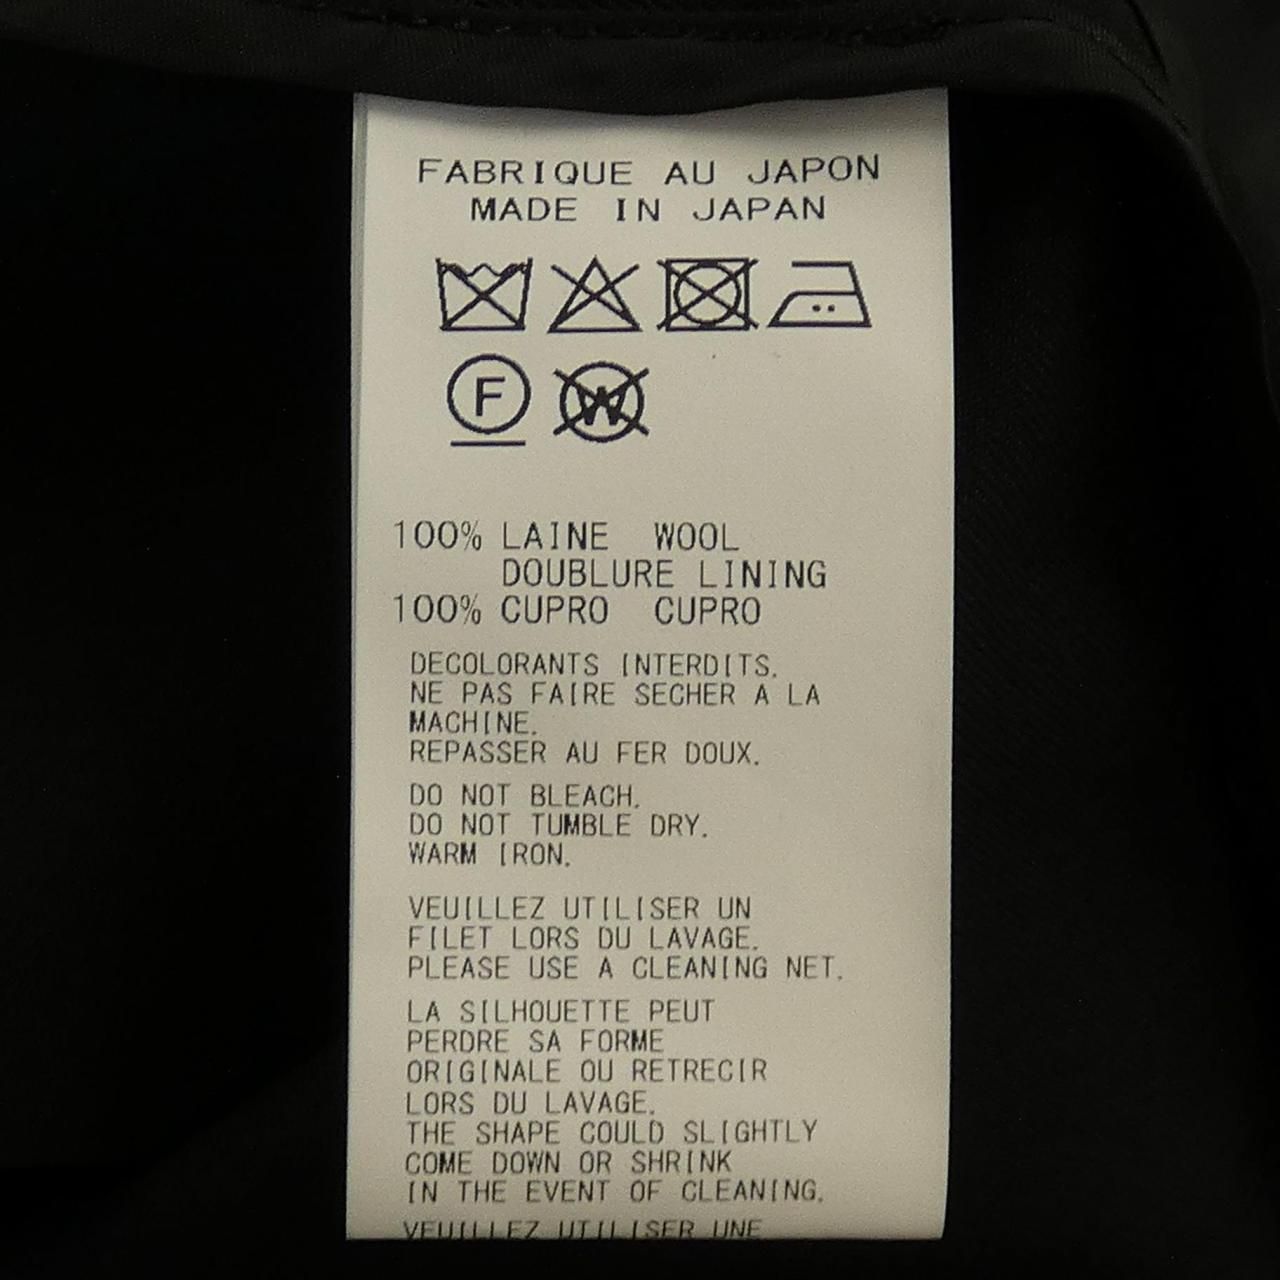 FABRIQUE AU JAPON
MADE IN JAPAN
F W
100% LAINE WOOL
DOUBLURE LINING
100% CUPRO CUPRO
DECOLORANTS INTERDITS.
NE PAS FAIRE SECHER A LA
MACHINE.
REPASSER AU FER DOUX.
DO NOT BLEACH.
DO NOT TUMBLE DRY.
WARM IRON.
VEUILLEZ UTILISER UN
FILET LORS DU LAVAGE.
PLEASE USE A CLEANING NET.
LA SILHOUETTE PEUT
PERDRE SA FORME
ORIGINALE OU RETRECIR
LORS DU LAVAGE.
THE SHAPE COULD SLIGHTLY
COME DOWN OR SHRINK
IN THE EVENT OF CLEANING.
VEUILLEZ UTILISER UNE